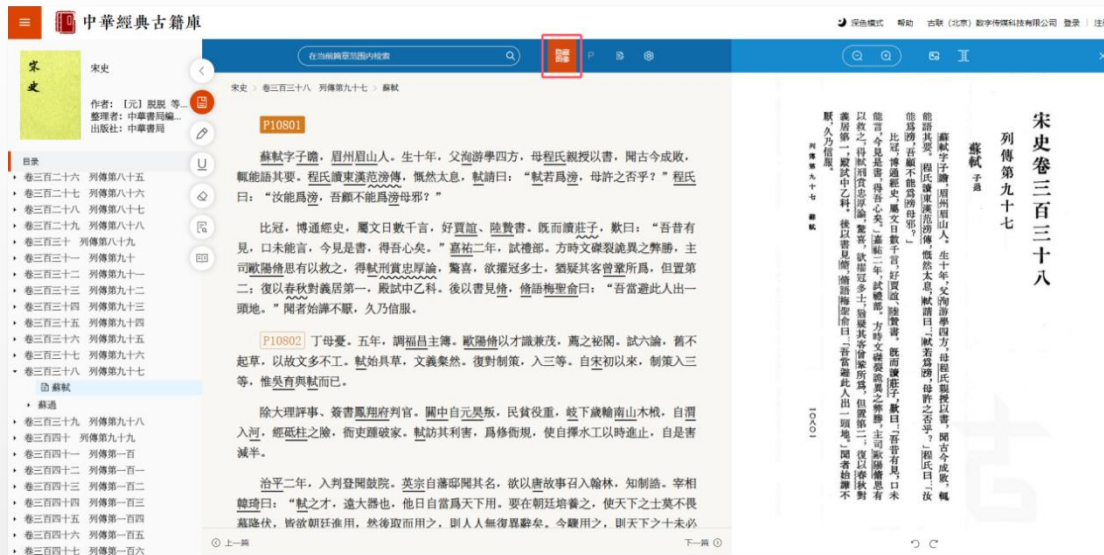 中華經典古籍庫
深色模式 幫助 古联（北京）数字传媒科技有限公司 登录
宋史
宋史
作者：［元］脱脱 等...
整理者：中華書局編...
出版社：中華書局
目录
卷三百二十六 列傳第八十五
卷三百二十七 列傳第八十六
卷三百二十八 列傳第八十七
卷三百二十九 列傳第八十八
卷三百三十 列傳第八十九
卷三百三十一 列傳第九十
卷三百三十二 列傳第九十一
卷三百三十三 列傳第九十二
卷三百三十四 列傳第九十三
卷三百三十五 列傳第九十四
卷三百三十六 列傳第九十五
卷三百三十七 列傳第九十六
卷三百三十八 列傳第九十七
蘇軾
蘇過
卷三百三十九 列傳第九十八
卷三百四十 列傳第九十九
卷三百四十一 列傳第一百
卷三百四十二 列傳第一百一
卷三百四十三 列傳第一百二
卷三百四十四 列傳第一百三
卷三百四十五 列傳第一百四
卷三百四十六 列傳第一百五
卷三百四十七 列傳第一百六
在当前篇章范围内检索
宋史 > 卷三百三十八 列傳第九十七 > 蘇軾
P10801
蘇軾字子瞻，眉州眉山人。生十年，父洵游學四方，母程氏親授以書，聞古今成敗，
輒能語其要。程氏讀東漢范滂傳，慨然太息，軾請曰：“軾若爲滂，母許之否乎？”程氏
曰：“汝能爲滂，吾顧不能爲滂母邪？”
比冠，博通經史，屬文日數千言，好賈誼、陸贄書。既而讀莊子，歎曰：“吾昔有
見，口未能言，今見是書，得吾心矣。”嘉祐二年，試禮部。方時文磔裂詭異之弊勝，主
司歐陽脩思有以救之，得軾刑賞忠厚論，驚喜，欲擢冠多士，猶疑其客曾鞏所爲，但置第
二；復以春秋對義居第一，殿試中乙科。後以書見脩，脩語梅聖俞曰：“吾當避此人出一
頭地。”聞者始譁不厭，久乃信服。
P10802 丁母憂。五年，調福昌主簿。歐陽脩以才識兼茂，薦之秘閣。試六論，舊不
起草，以故文多不工。軾始具草，文義粲然。復對制策，入三等。自宋初以來，制策入三
等，惟吳育與軾而已。
除大理評事、簽書鳳翔府判官。關中自元昊叛，民貧役重，岐下歲輸南山木栰，自渭
入河，經砥柱之險，衙吏踵破家。軾訪其利害，爲修衙規，使自擇水工以時進止，自是害
減半。
治平二年，入判登聞鼓院。英宗自藩邸聞其名，欲以唐故事召入翰林，知制誥。宰相
韓琦曰：“軾之才，遠大器也，他日自當爲天下用。要在朝廷培養之，使天下之士莫不畏
慕降伏，皆欲朝廷進用，然後取而用之，則人人無復異辭矣。今驟用之，則天下之士未必
上一篇
下一篇
宋史卷三百三十八
列傳第九十七
蘇軾 子過
蘇軾字子瞻，眉州眉山人。生十年，父洵游學四方，母程氏親授以書，聞古今成敗，輒
能語其要。程氏讀東漢范滂傳，慨然太息，軾請曰：「軾若爲滂，母許之否乎？」程氏曰：「汝
能爲滂，吾顧不能爲滂母邪？」
比冠，博通經史，屬文日數千言，好賈誼、陸贄書。既而讀莊子，歎曰：「吾昔有見，口未
能言，今見是書，得吾心矣。」嘉祐二年，試禮部。方時文磔裂詭異之弊勝，主司歐陽脩思有
以救之，得軾刑賞忠厚論，驚喜，欲擢冠多士，猶疑其客曾鞏所爲，但置第二；復以春秋對
義居第一，殿試中乙科。後以書見脩，脩語梅聖俞曰：「吾當避此人出一頭地。」聞者始譁不
厭，久乃信服。
列傳第九十七 蘇軾
一〇八〇一